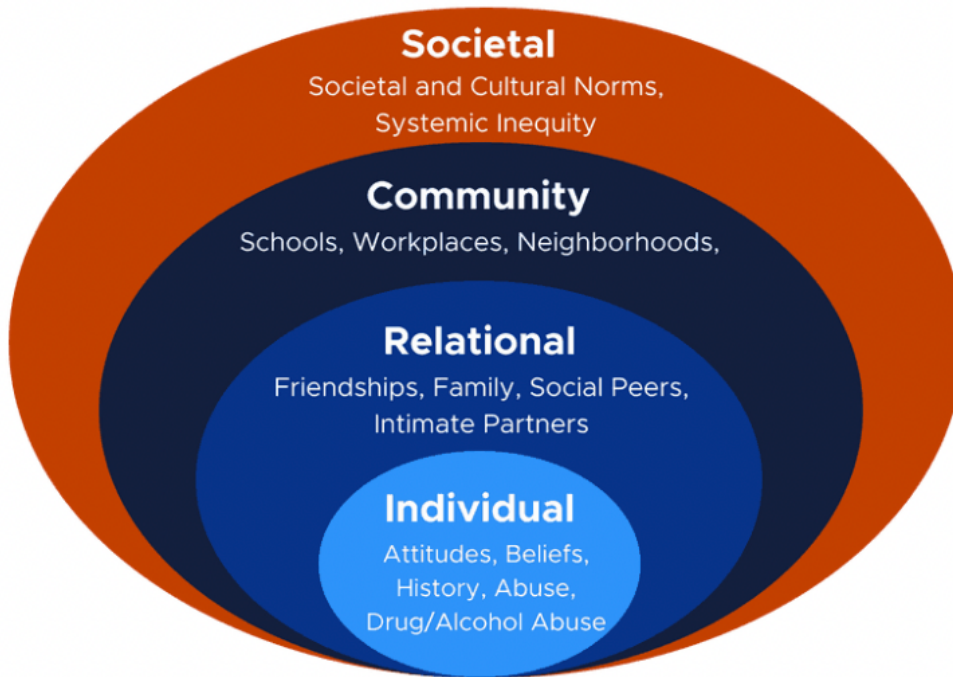 Societal
Societal and Cultural Norms,
Systemic Inequity
Community
Schools, Workplaces, Neighborhoods,
Relational
Friendships, Family, Social Peers,
Intimate Partners
Individual
Attitudes, Beliefs,
History, Abuse,
Drug/Alcohol Abuse